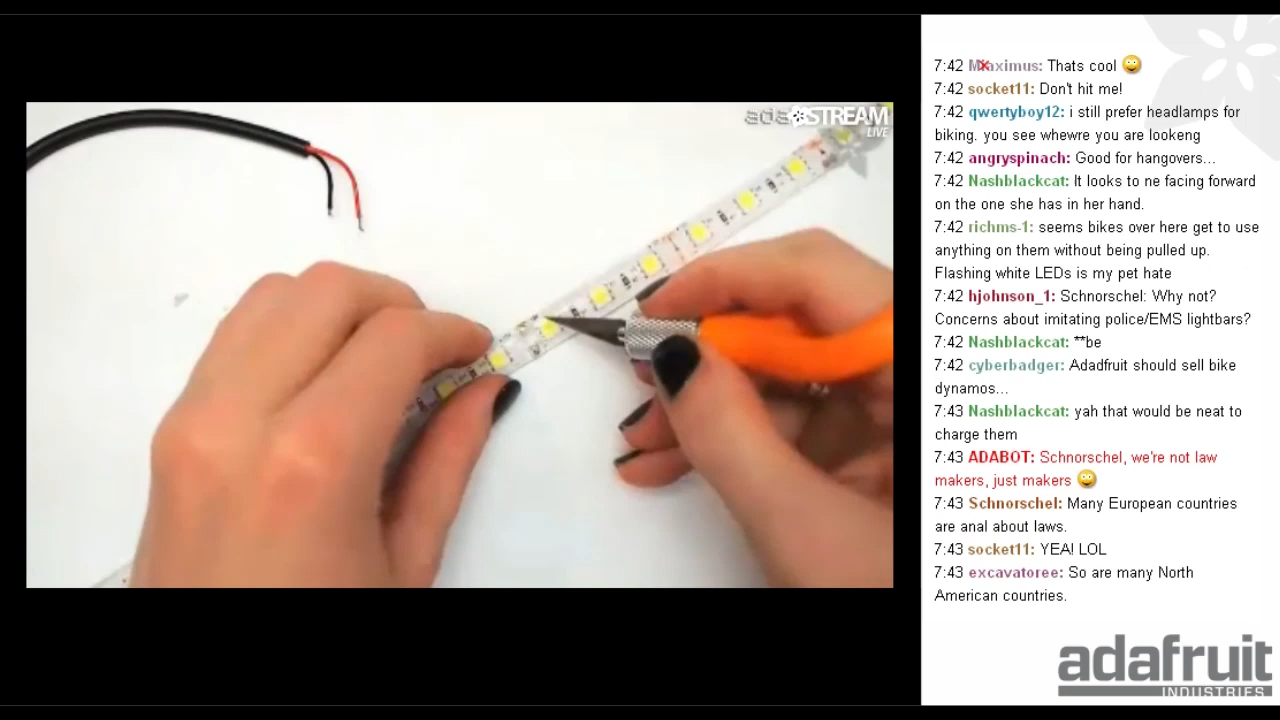 adafruit STREAM
LIVE
7:42 Maximus: Thats cool
7:42 socket11: Don't hit me!
7:42 qwertyboy12: i still prefer headlamps for
biking. you see whewre you are lookeng
7:42 angryspinach: Good for hangovers...
7:42 Nashblackcat: It looks to ne facing forward
on the one she has in her hand.
7:42 richms-1: seems bikes over here get to use
anything on them without being pulled up.
Flashing white LEDs is my pet hate
7:42 hjohnson_1: Schnorschel: Why not?
Concerns about imitating police/EMS lightbars?
7:42 Nashblackcat: **be
7:42 cyberbadger: Adadfruit should sell bike
dynamos...
7:43 Nashblackcat: yah that would be neat to
charge them
7:43 ADABOT: Schnorschel, we're not law
makers, just makers
7:43 Schnorschel: Many European countries
are anal about laws.
7:43 socket11: YEA! LOL
7:43 excavatoree: So are many North
American countries.
adafruit
INDUSTRIES